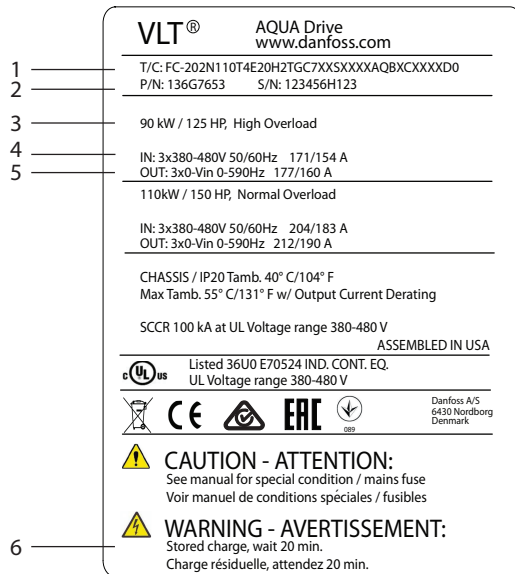 VLT® AQUA Drive
www.danfoss.com
1 T/C: FC-202N110T4E20H2TGC7XXSXXXXAQBXCXXXXD0
2 P/N: 136G7653 S/N: 123456H123
3 90 kW / 125 HP, High Overload
4 IN: 3x380-480V 50/60Hz 171/154 A
5 OUT: 3x0-Vin 0-590Hz 177/160 A
110kW / 150 HP, Normal Overload
IN: 3x380-480V 50/60Hz 204/183 A
OUT: 3x0-Vin 0-590Hz 212/190 A
CHASSIS / IP20 Tamb. 40° C/104° F
Max Tamb. 55° C/131° F w/ Output Current Derating
SCCR 100 kA at UL Voltage range 380-480 V
ASSEMBLED IN USA
c UL us Listed 36U0 E70524 IND. CONT. EQ.
UL Voltage range 380-480 V
CE EAC 089
Danfoss A/S
6430 Nordborg
Denmark
CAUTION - ATTENTION:
See manual for special condition / mains fuse
Voir manuel de conditions spéciales / fusibles
WARNING - AVERTISSEMENT:
6 Stored charge, wait 20 min.
Charge résiduelle, attendez 20 min.